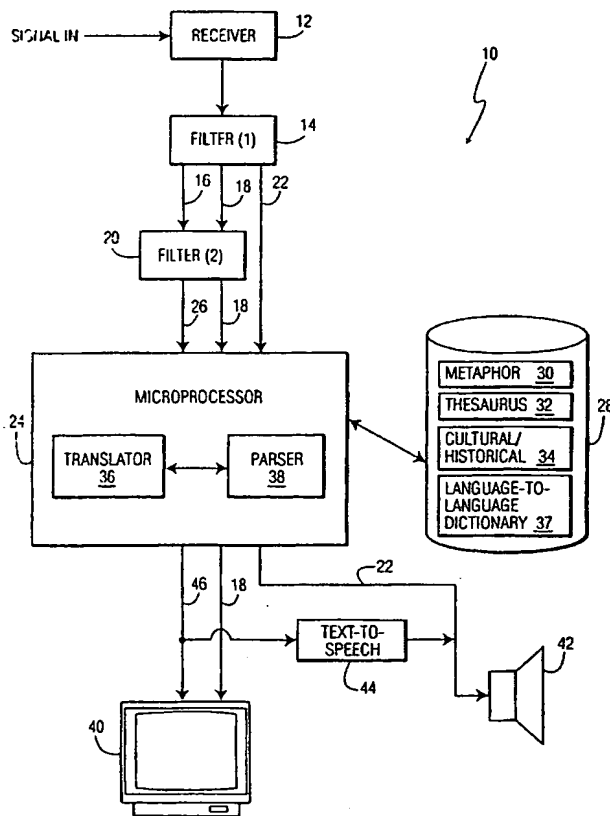 SIGNAL IN
RECEIVER
12
10
FILTER (1)
14
16
18
22
20
FILTER (2)
26
18
24
MICROPROCESSOR
TRANSLATOR
36
PARSER
38
METAPHOR 30
THESAURUS 32
CULTURAL/
HISTORICAL 34
LANGUAGE-TO-
LANGUAGE
DICTIONARY 37
28
46
18
22
TEXT-TO-
SPEECH
44
42
40